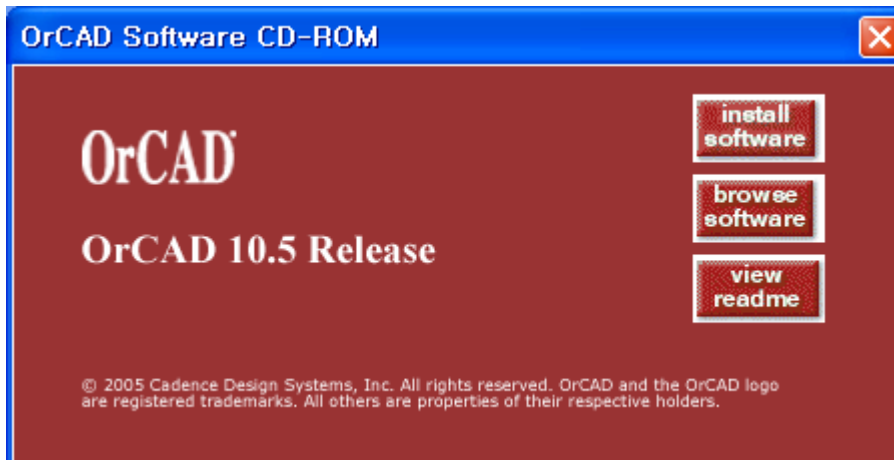 OrCAD Software CD-ROM
install
software
OrCAD
browse
software
OrCAD 10.5 Release
view
readme
© 2005 Cadence Design Systems, Inc. All rights reserved. OrCAD and the OrCAD logo
are registered trademarks. All others are properties of their respective holders.